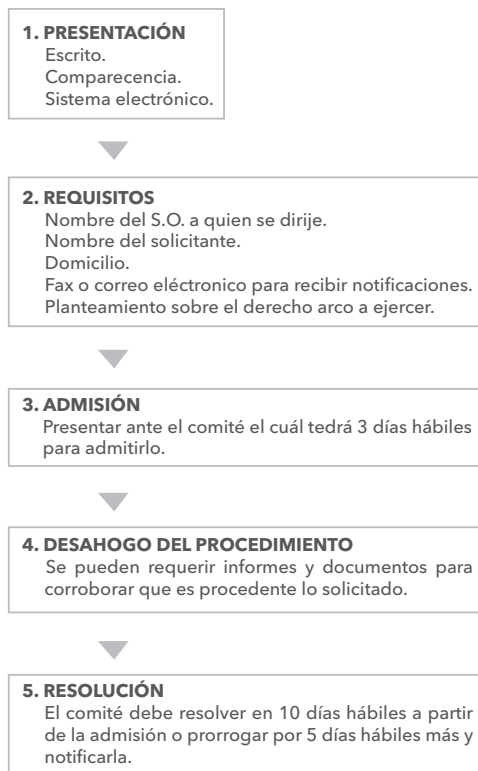 1. PRESENTACIÓN
Escrito.
Comparecencia.
Sistema electrónico.
2. REQUISITOS
Nombre del S.O. a quien se dirije.
Nombre del solicitante.
Domicilio.
Fax o correo eléctronico para recibir notificaciones.
Planteamiento sobre el derecho arco a ejercer.
3. ADMISIÓN
Presentar ante el comité el cuál tedrá 3 días hábiles
para admitirlo.
4. DESAHOGO DEL PROCEDIMIENTO
Se pueden requerir informes y documentos para
corroborar que es procedente lo solicitado.
5. RESOLUCIÓN
El comité debe resolver en 10 días hábiles a partir
de la admisión o prorrogar por 5 días hábiles más y
notificarla.